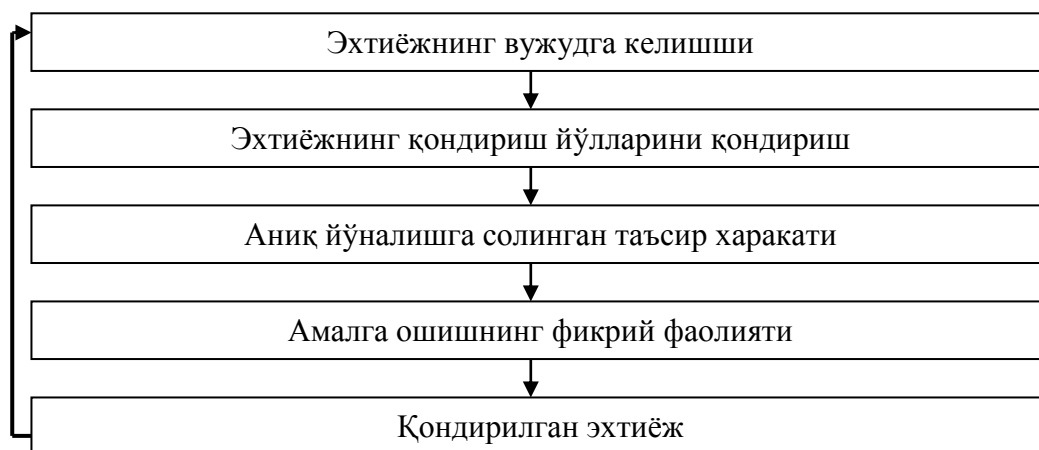 Эхтиёжнинг вужудга келишши
Эхтиёжнинг қондириш йўлларини қондириш
Аниқ йўналишга солинган таъсир харакати
Амалга ошишнинг фикрий фаолияти
Қондирилган эхтиёж